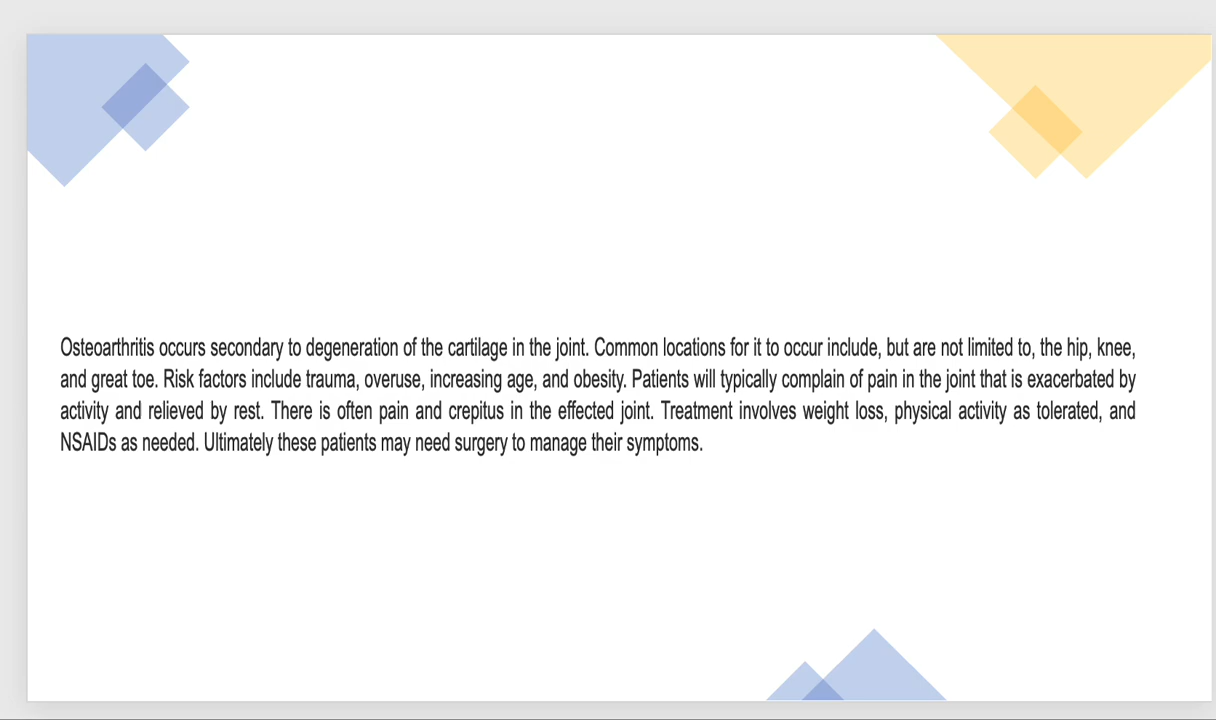 Osteoarthritis occurs secondary to degeneration of the cartilage in the joint. Common locations for it to occur include, but are not limited to, the hip, knee,
and great toe. Risk factors include trauma, overuse, increasing age, and obesity. Patients will typically complain of pain in the joint that is exacerbated by
activity and relieved by rest. There is often pain and crepitus in the effected joint. Treatment involves weight loss, physical activity as tolerated, and
NSAIDs as needed. Ultimately these patients may need surgery to manage their symptoms.